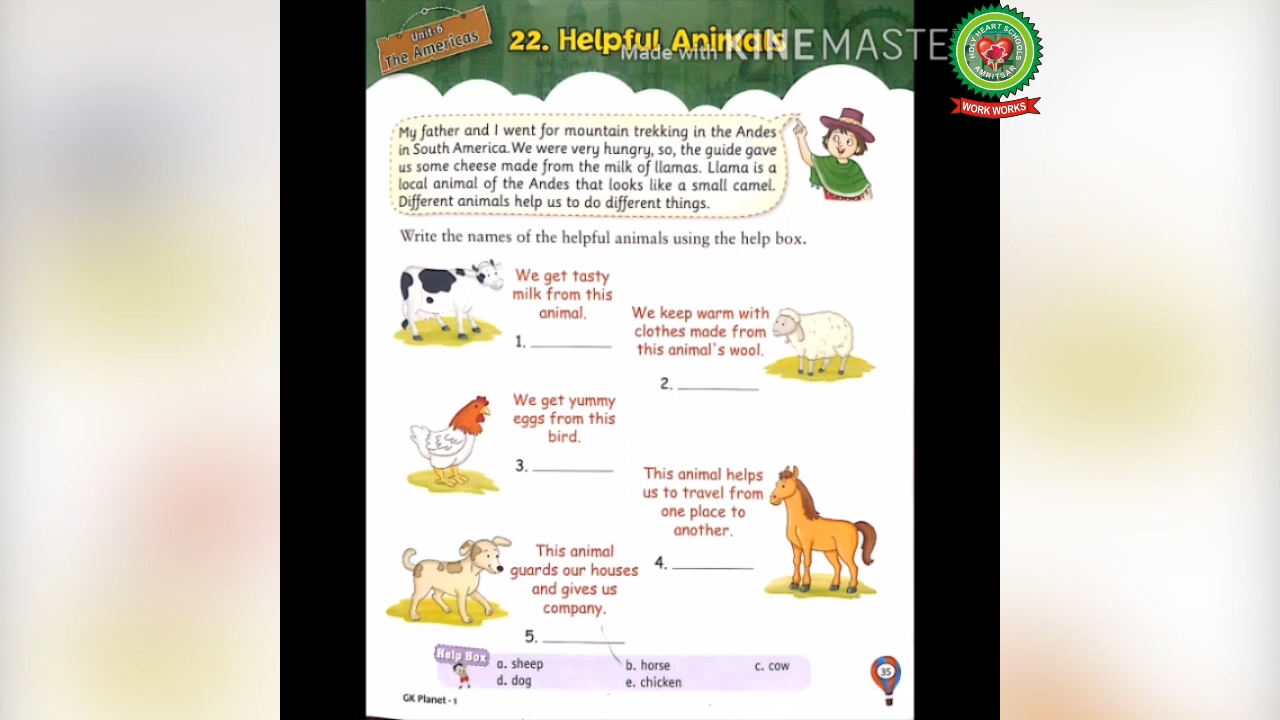 Unit-6
The Americas
22. Helpful Animals
Made with KINEMASTE
HOLY HEART SCHOOLS
AMRITSAR
WORK WORKS
My father and I went for mountain trekking in the Andes
in South America. We were very hungry, so, the guide gave
us some cheese made from the milk of llamas. Llama is a
local animal of the Andes that looks like a small camel.
Different animals help us to do different things.
Write the names of the helpful animals using the help box.
We get tasty
milk from this
animal.
1.
We keep warm with
clothes made from
this animal's wool.
2.
We get yummy
eggs from this
bird.
3.
This animal helps
us to travel from
one place to
another.
4.
This animal
guards our houses
and gives us
company.
5.
Help Box
a. sheep b. horse c. cow
d. dog e. chicken
35
GK Planet - 1